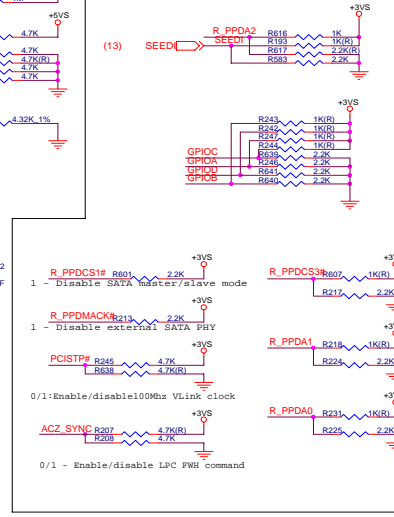 +5VS
4.7K
4.7K
4.7K(R)
4.7K
4.7K
4.32K_1%
+3VS
R_PPDA2 R616 1K
(13) SEEDI SEEDI R193 1K(R)
R617 2.2K(R)
R583 2.2K
+3VS
R243 1K(R)
R242 1K(R)
R247 1K(R)
R244 1K(R)
GPIOC R639 2.2K
GPIOA R246 2.2K
GPIOD R641 2.2K
GPIOB R640 2.2K
2
F
+3VS
R_PPDCS1# R601 2.2K
1 - Disable SATA master/slave mode
+3VS
R_PPDMACK# R213 2.2K
1 - Disable external SATA PHY
+3VS
PCISTP# R245 4.7K
R638 4.7K(R)
0/1:Enable/disable100Mhz VLink clock
+3VS
ACZ_SYNC R207 4.7K(R)
R208 4.7K
0/1 - Enable/disable LPC FWH command
+3V
R_PPDCS3# R607 1K(R)
R217 2.2K
+3V
R_PPDA1 R218 1K(R)
R224 2.2K
+3V
R_PPDA0 R231 1K(R)
R225 2.2K